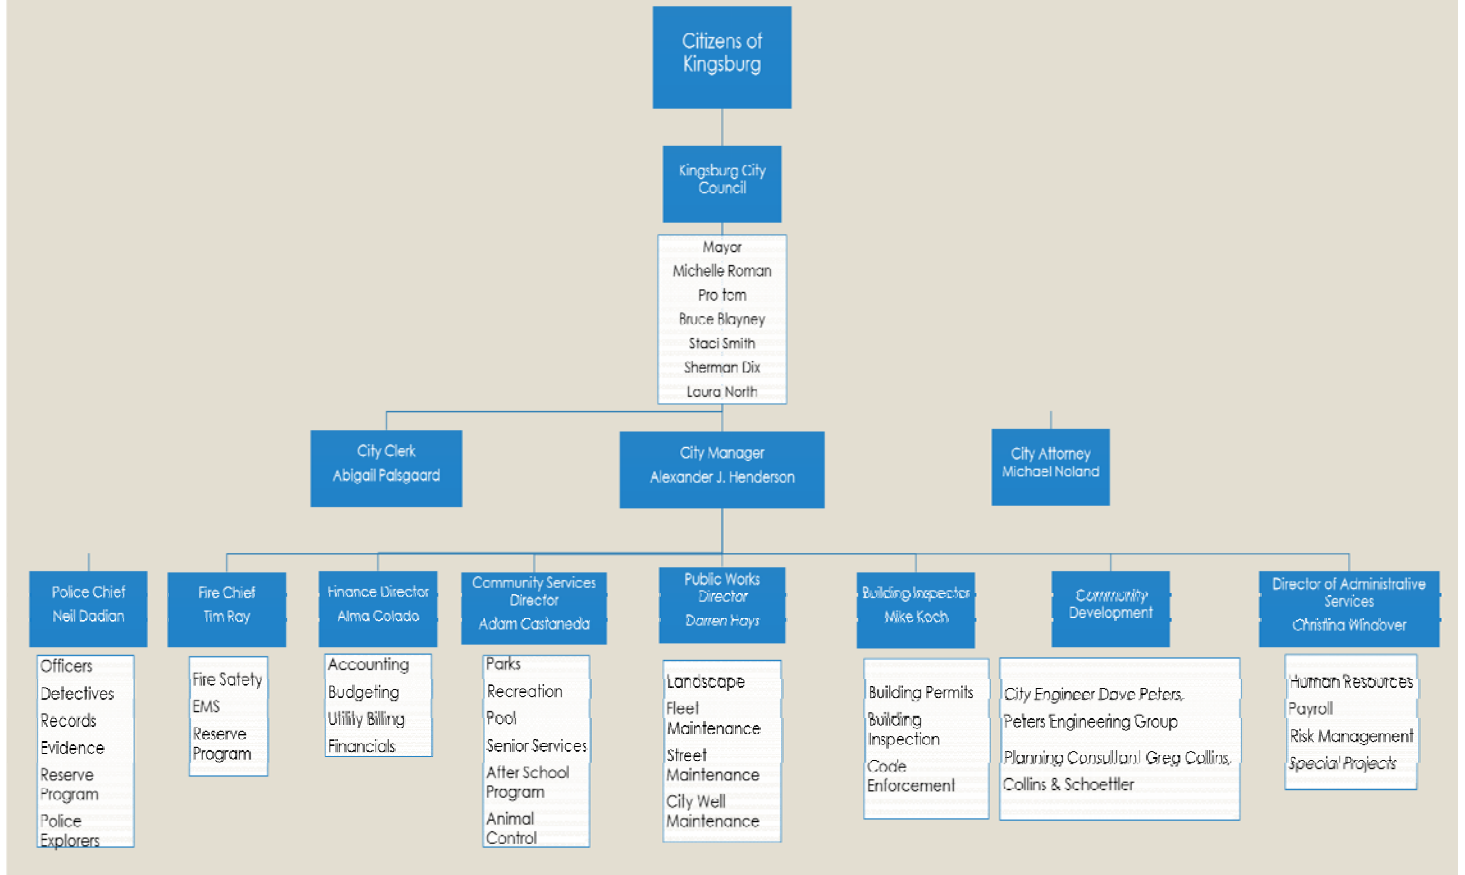 Citizens of
Kingsburg
Kingsburg City
Council
Mayor
Michelle Roman
Pro tem
Bruce Blayney
Staci Smith
Sherman Dix
Laura North
City Clerk
Abigail Palsgaard
City Manager
Alexander J. Henderson
City Attorney
Michael Noland
Police Chief
Neil Dadian
Officers
Detectives
Records
Evidence
Reserve
Program
Police
Explorers
Fire Chief
Tim Ray
Fire Safety
EMS
Reserve
Program
Finance Director
Alma Colado
Accounting
Budgeting
Utility Billing
Financials
Community Services
Director
Adam Castaneda
Parks
Recreation
Pool
Senior Services
After School
Program
Animal
Control
Public Works
Director
Darren Hays
Landscape
Fleet
Maintenance
Street
Maintenance
City Well
Maintenance
Building Inspector
Mike Koch
Building Permits
Building
Inspection
Code
Enforcement
Community
Development
City Engineer Dave Peters,
Peters Engineering Group
Planning Consultant Greg Collins,
Collins & Schoettler
Director of Administrative
Services
Christina Windover
Human Resources
Payroll
Risk Management
Special Projects